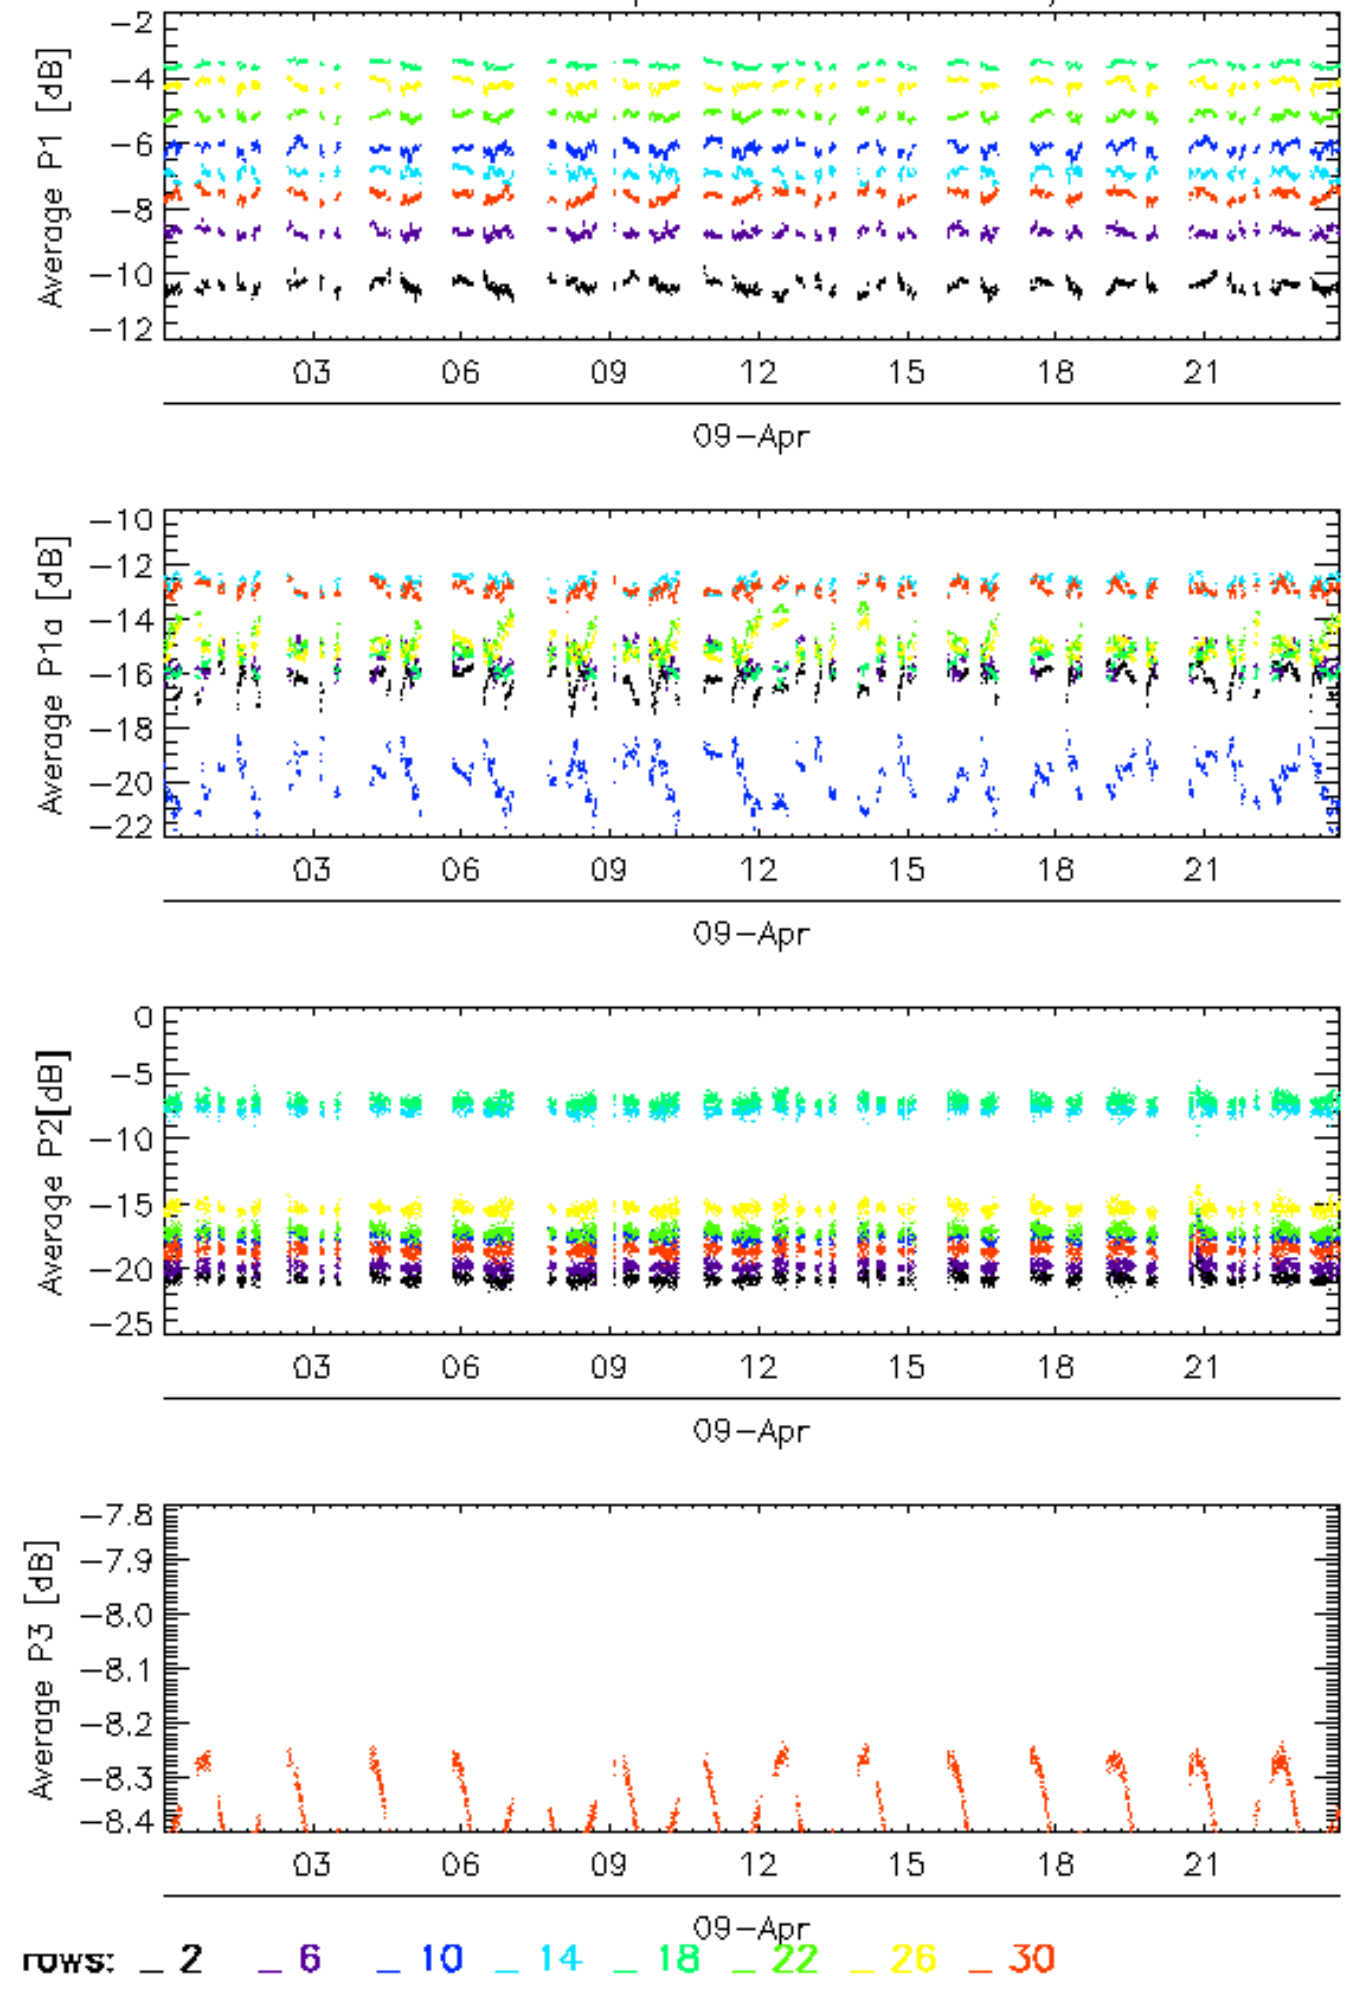 Average P1 [dB]
−2
−4
−6
−8
−10
−12
03 06 09 12 15 18 21
09−Apr
Average P1a [dB]
−10
−12
−14
−16
−18
−20
−22
03 06 09 12 15 18 21
09−Apr
Average P2[dB]
0
−5
−10
−15
−20
−25
03 06 09 12 15 18 21
09−Apr
Average P3 [dB]
−7.8
−7.9
−8.0
−8.1
−8.2
−8.3
−8.4
03 06 09 12 15 18 21
09−Apr
rows: _ 2 _ 6 _ 10 _ 14 _ 18 _ 22 _ 26 _ 30